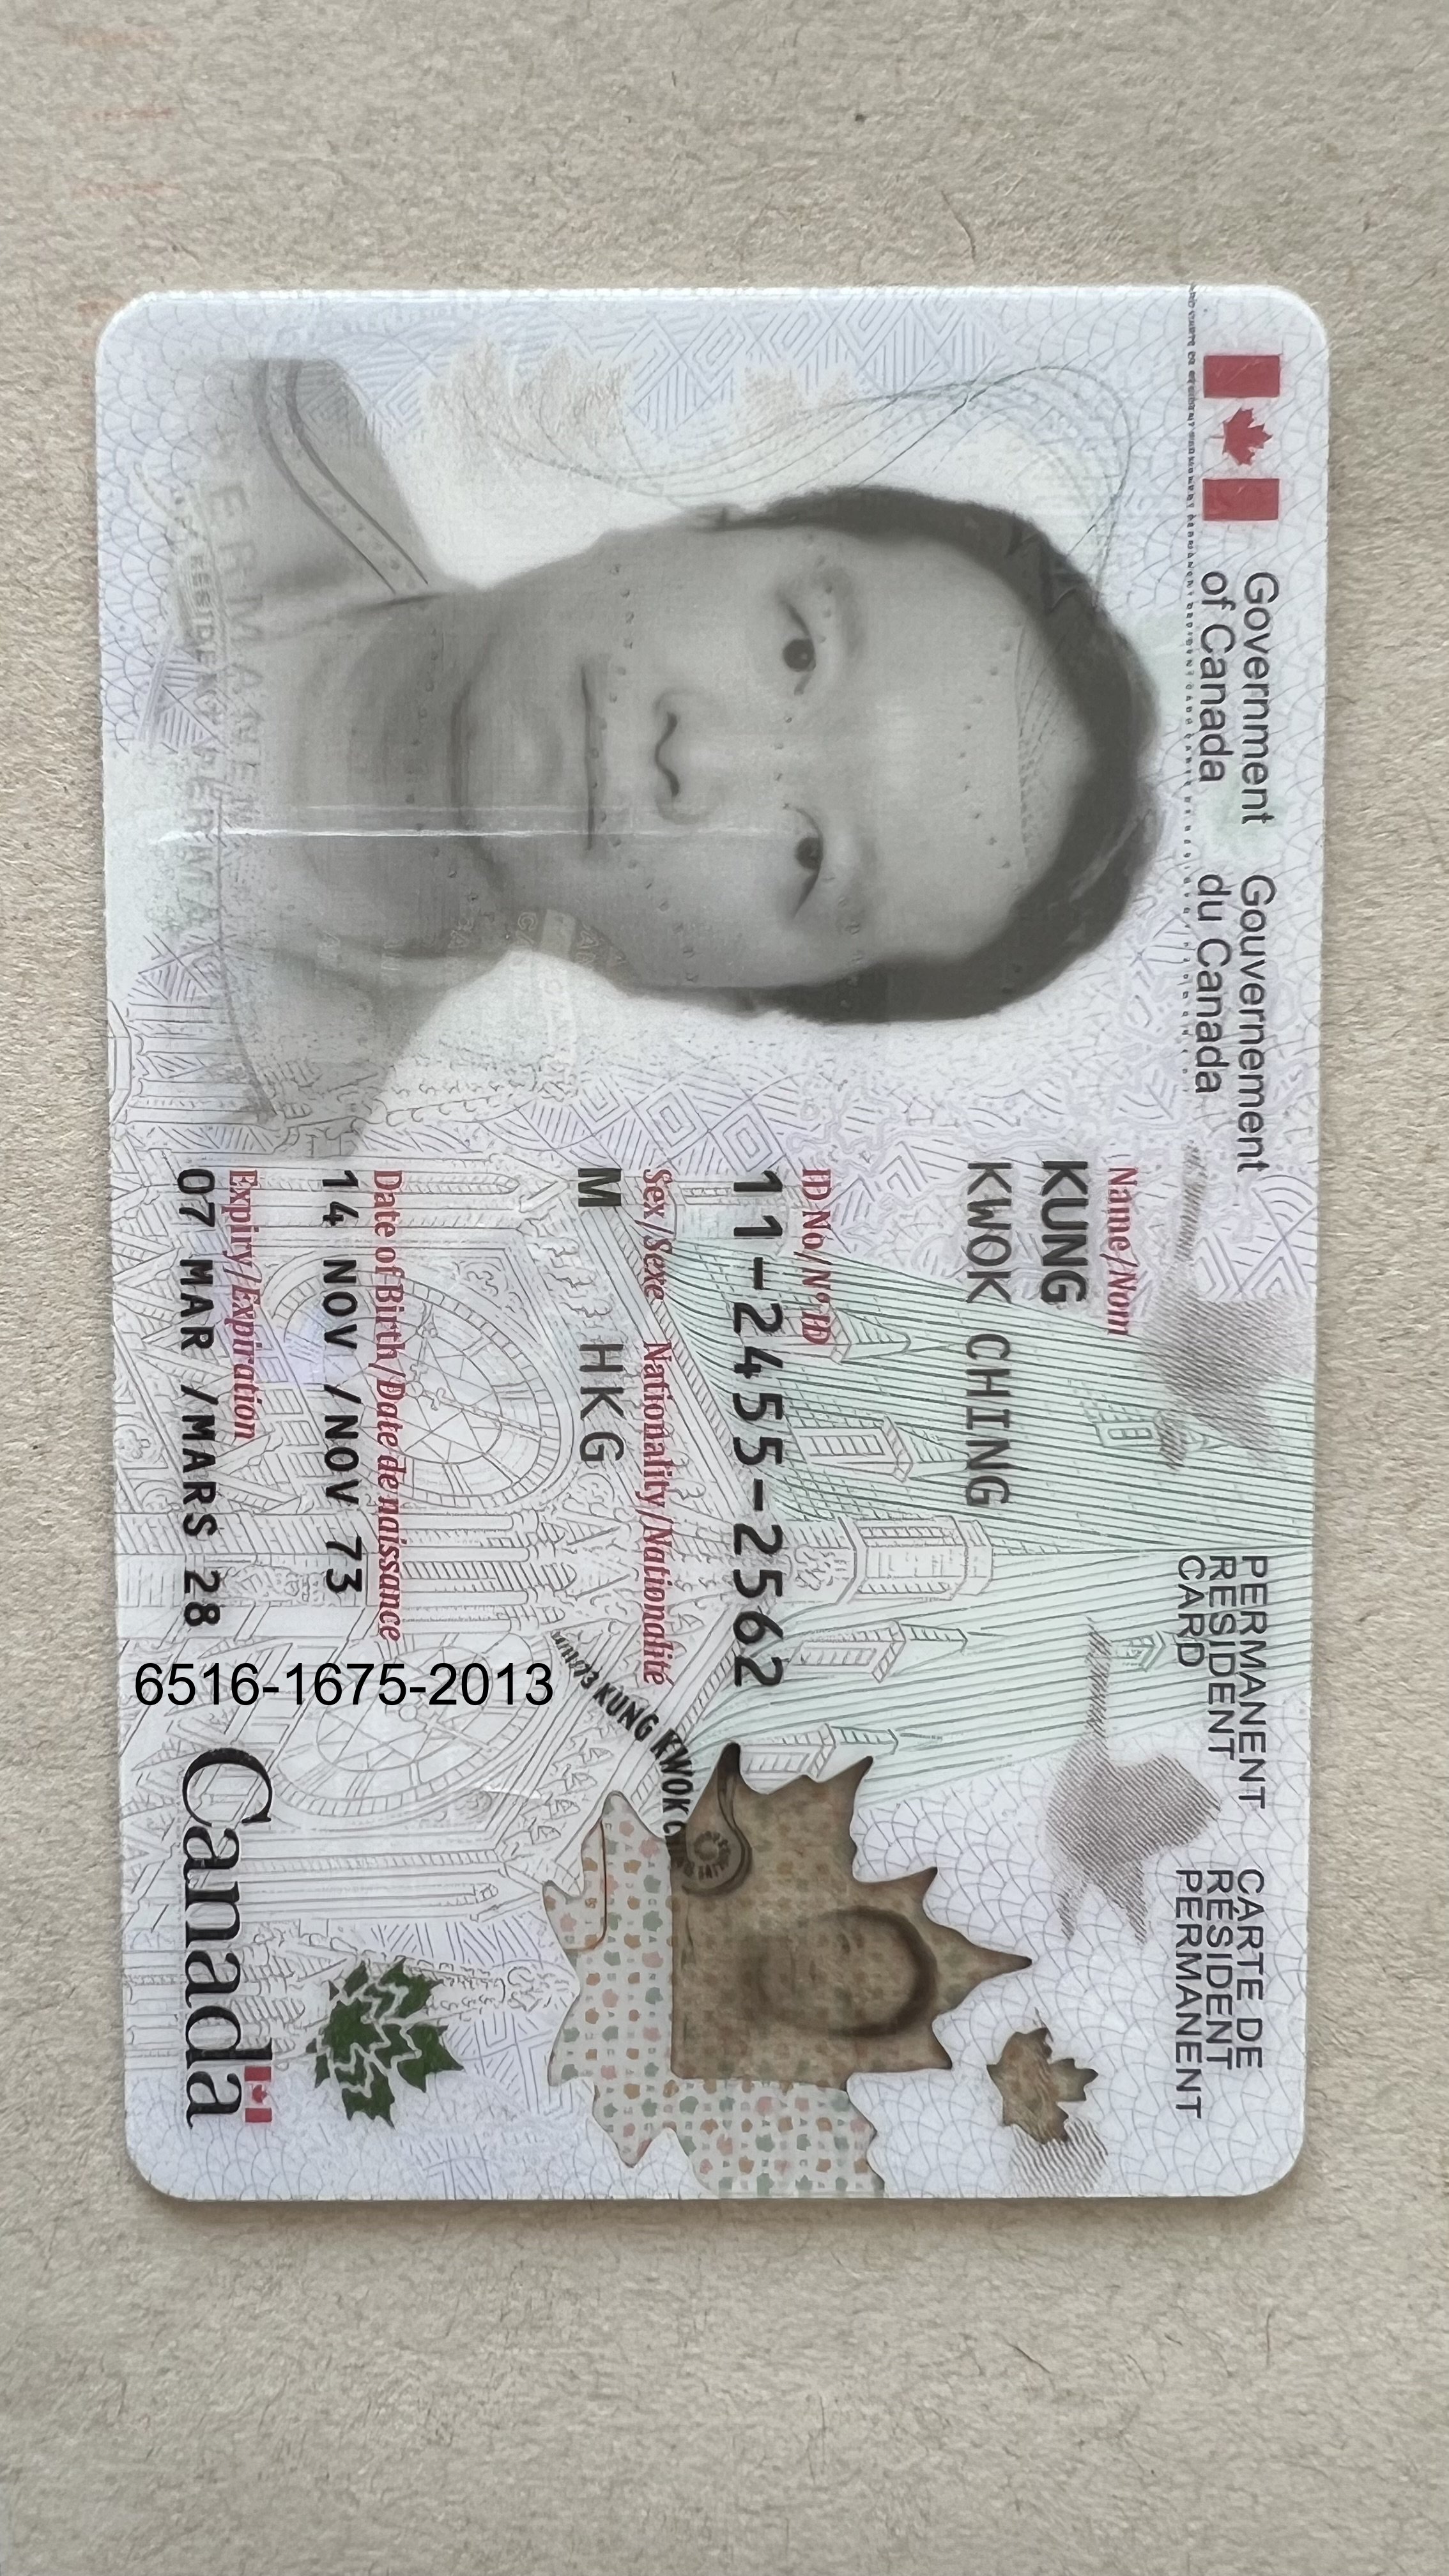 Government of Canada
Gouvernement du Canada
PERMANENT RESIDENT CARD
CARTE DE RÉSIDENT PERMANENT
Name/Nom
KUNG
KWOK CHING
ID No/Nº ID
11-2455-2562
Sex/Sexe Nationality/Nationalité
M HKG
Date of Birth/Date de naissance
14 NOV /NOV 73
Expiry/Expiration
07 MAR /MARS 28
KUNG KWOK
6516-1675-2013
Canada